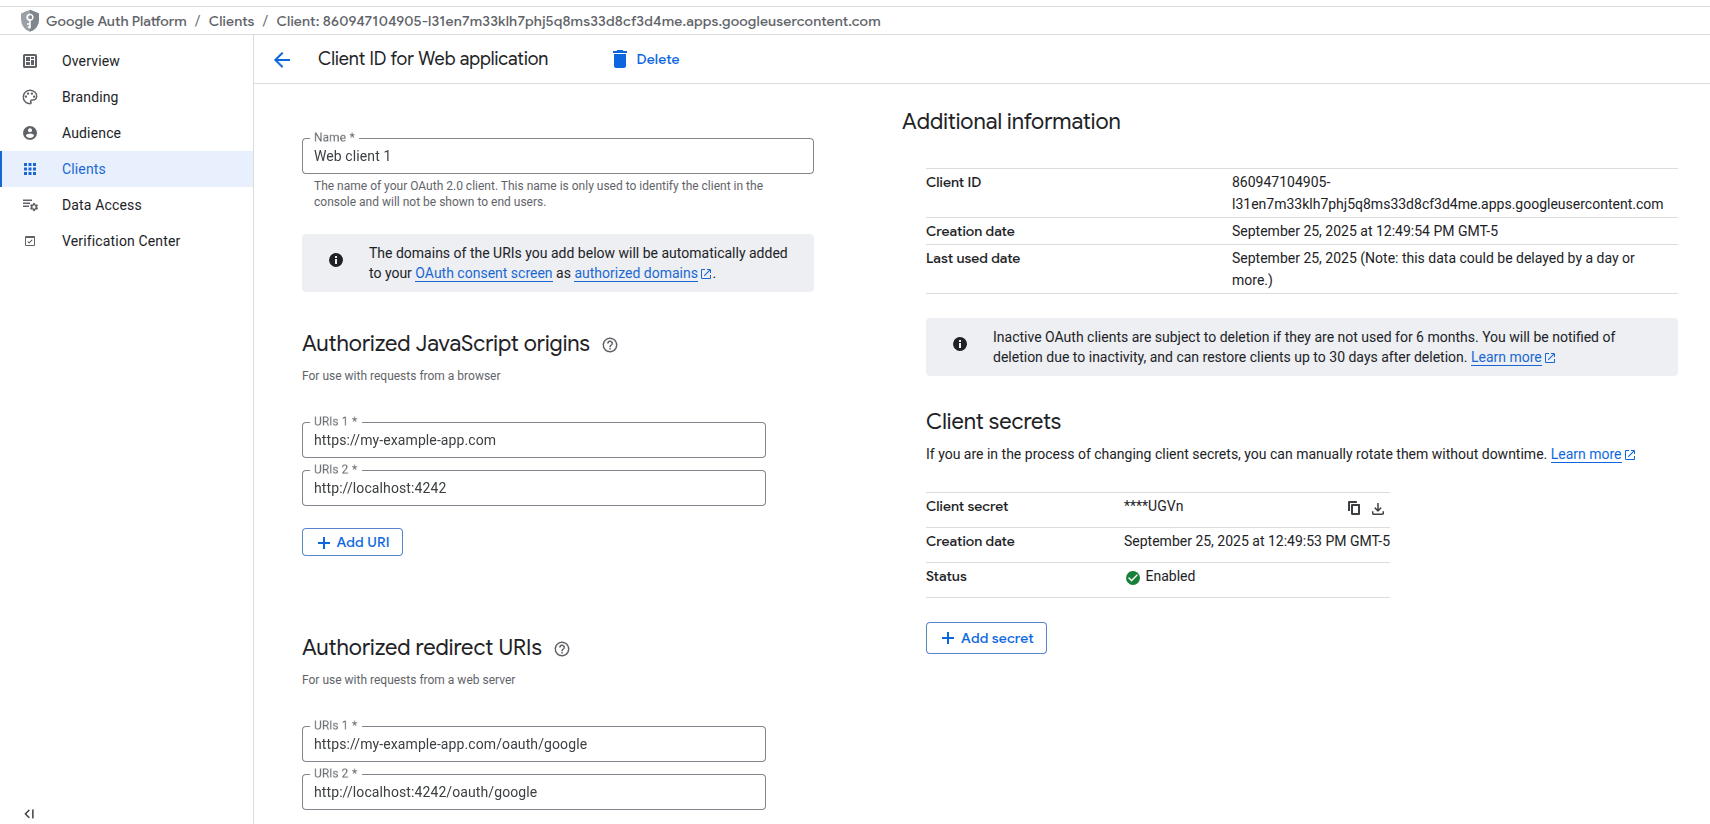 Google Auth Platform / Clients / Client: 860947104905-l31en7m33klh7phj5q8ms33d8cf3d4me.apps.googleusercontent.com
Overview
Branding
Audience
Clients
Data Access
Verification Center
Client ID for Web application
Delete
Name *
Web client 1
The name of your OAuth 2.0 client. This name is only used to identify the client in the
console and will not be shown to end users.
The domains of the URIs you add below will be automatically added
to your OAuth consent screen as authorized domains.
Authorized JavaScript origins
For use with requests from a browser
URIs 1 *
https://my-example-app.com
URIs 2 *
http://localhost:4242
Add URI
Authorized redirect URIs
For use with requests from a web server
URIs 1 *
https://my-example-app.com/oauth/google
URIs 2 *
http://localhost:4242/oauth/google
Additional information
Client ID
860947104905-
l31en7m33klh7phj5q8ms33d8cf3d4me.apps.googleusercontent.com
Creation date
September 25, 2025 at 12:49:54 PM GMT-5
Last used date
September 25, 2025 (Note: this data could be delayed by a day or
more.)
Inactive OAuth clients are subject to deletion if they are not used for 6 months. You will be notified of
deletion due to inactivity, and can restore clients up to 30 days after deletion. Learn more
Client secrets
If you are in the process of changing client secrets, you can manually rotate them without downtime. Learn more
Client secret
****UGVn
Creation date
September 25, 2025 at 12:49:53 PM GMT-5
Status
Enabled
Add secret